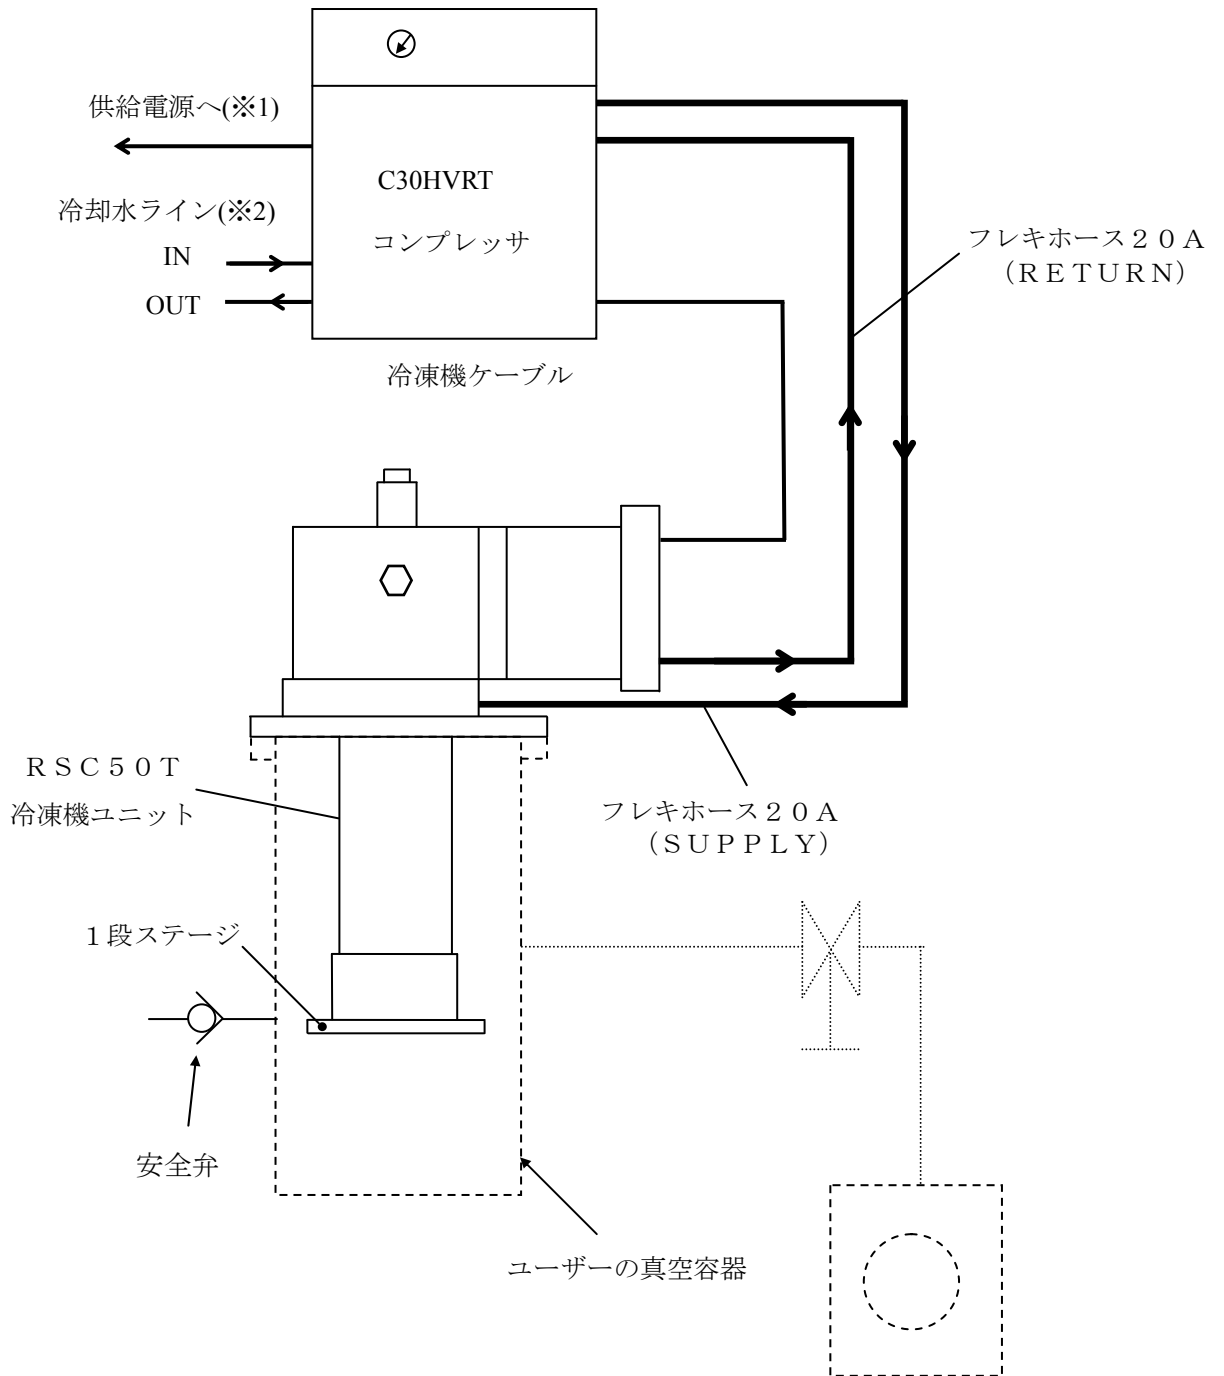 供給電源へ(※1)
C30HVRT
冷却水ライン(※2)
コンプレッサ
フレキホース２０Ａ
（ＲＥＴＵＲＮ）
IN
OUT
冷凍機ケーブル
ＲＳＣ５０Ｔ
冷凍機ユニット
フレキホース２０Ａ
（ＳＵＰＰＬＹ）
１段ステージ
安全弁
ユーザーの真空容器